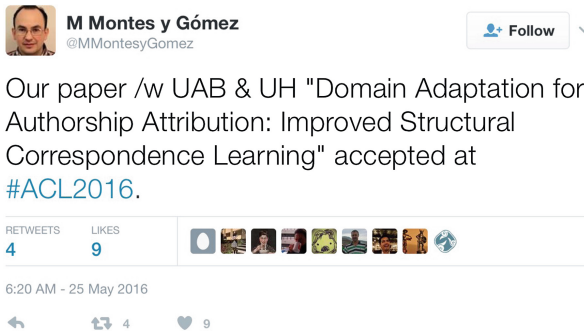 M Montes y Gómez
@MMontesyGomez
Follow
Our paper /w UAB & UH "Domain Adaptation for
Authorship Attribution: Improved Structural
Correspondence Learning" accepted at
#ACL2016.
RETWEETS LIKES
4 9
6:20 AM - 25 May 2016
4 9